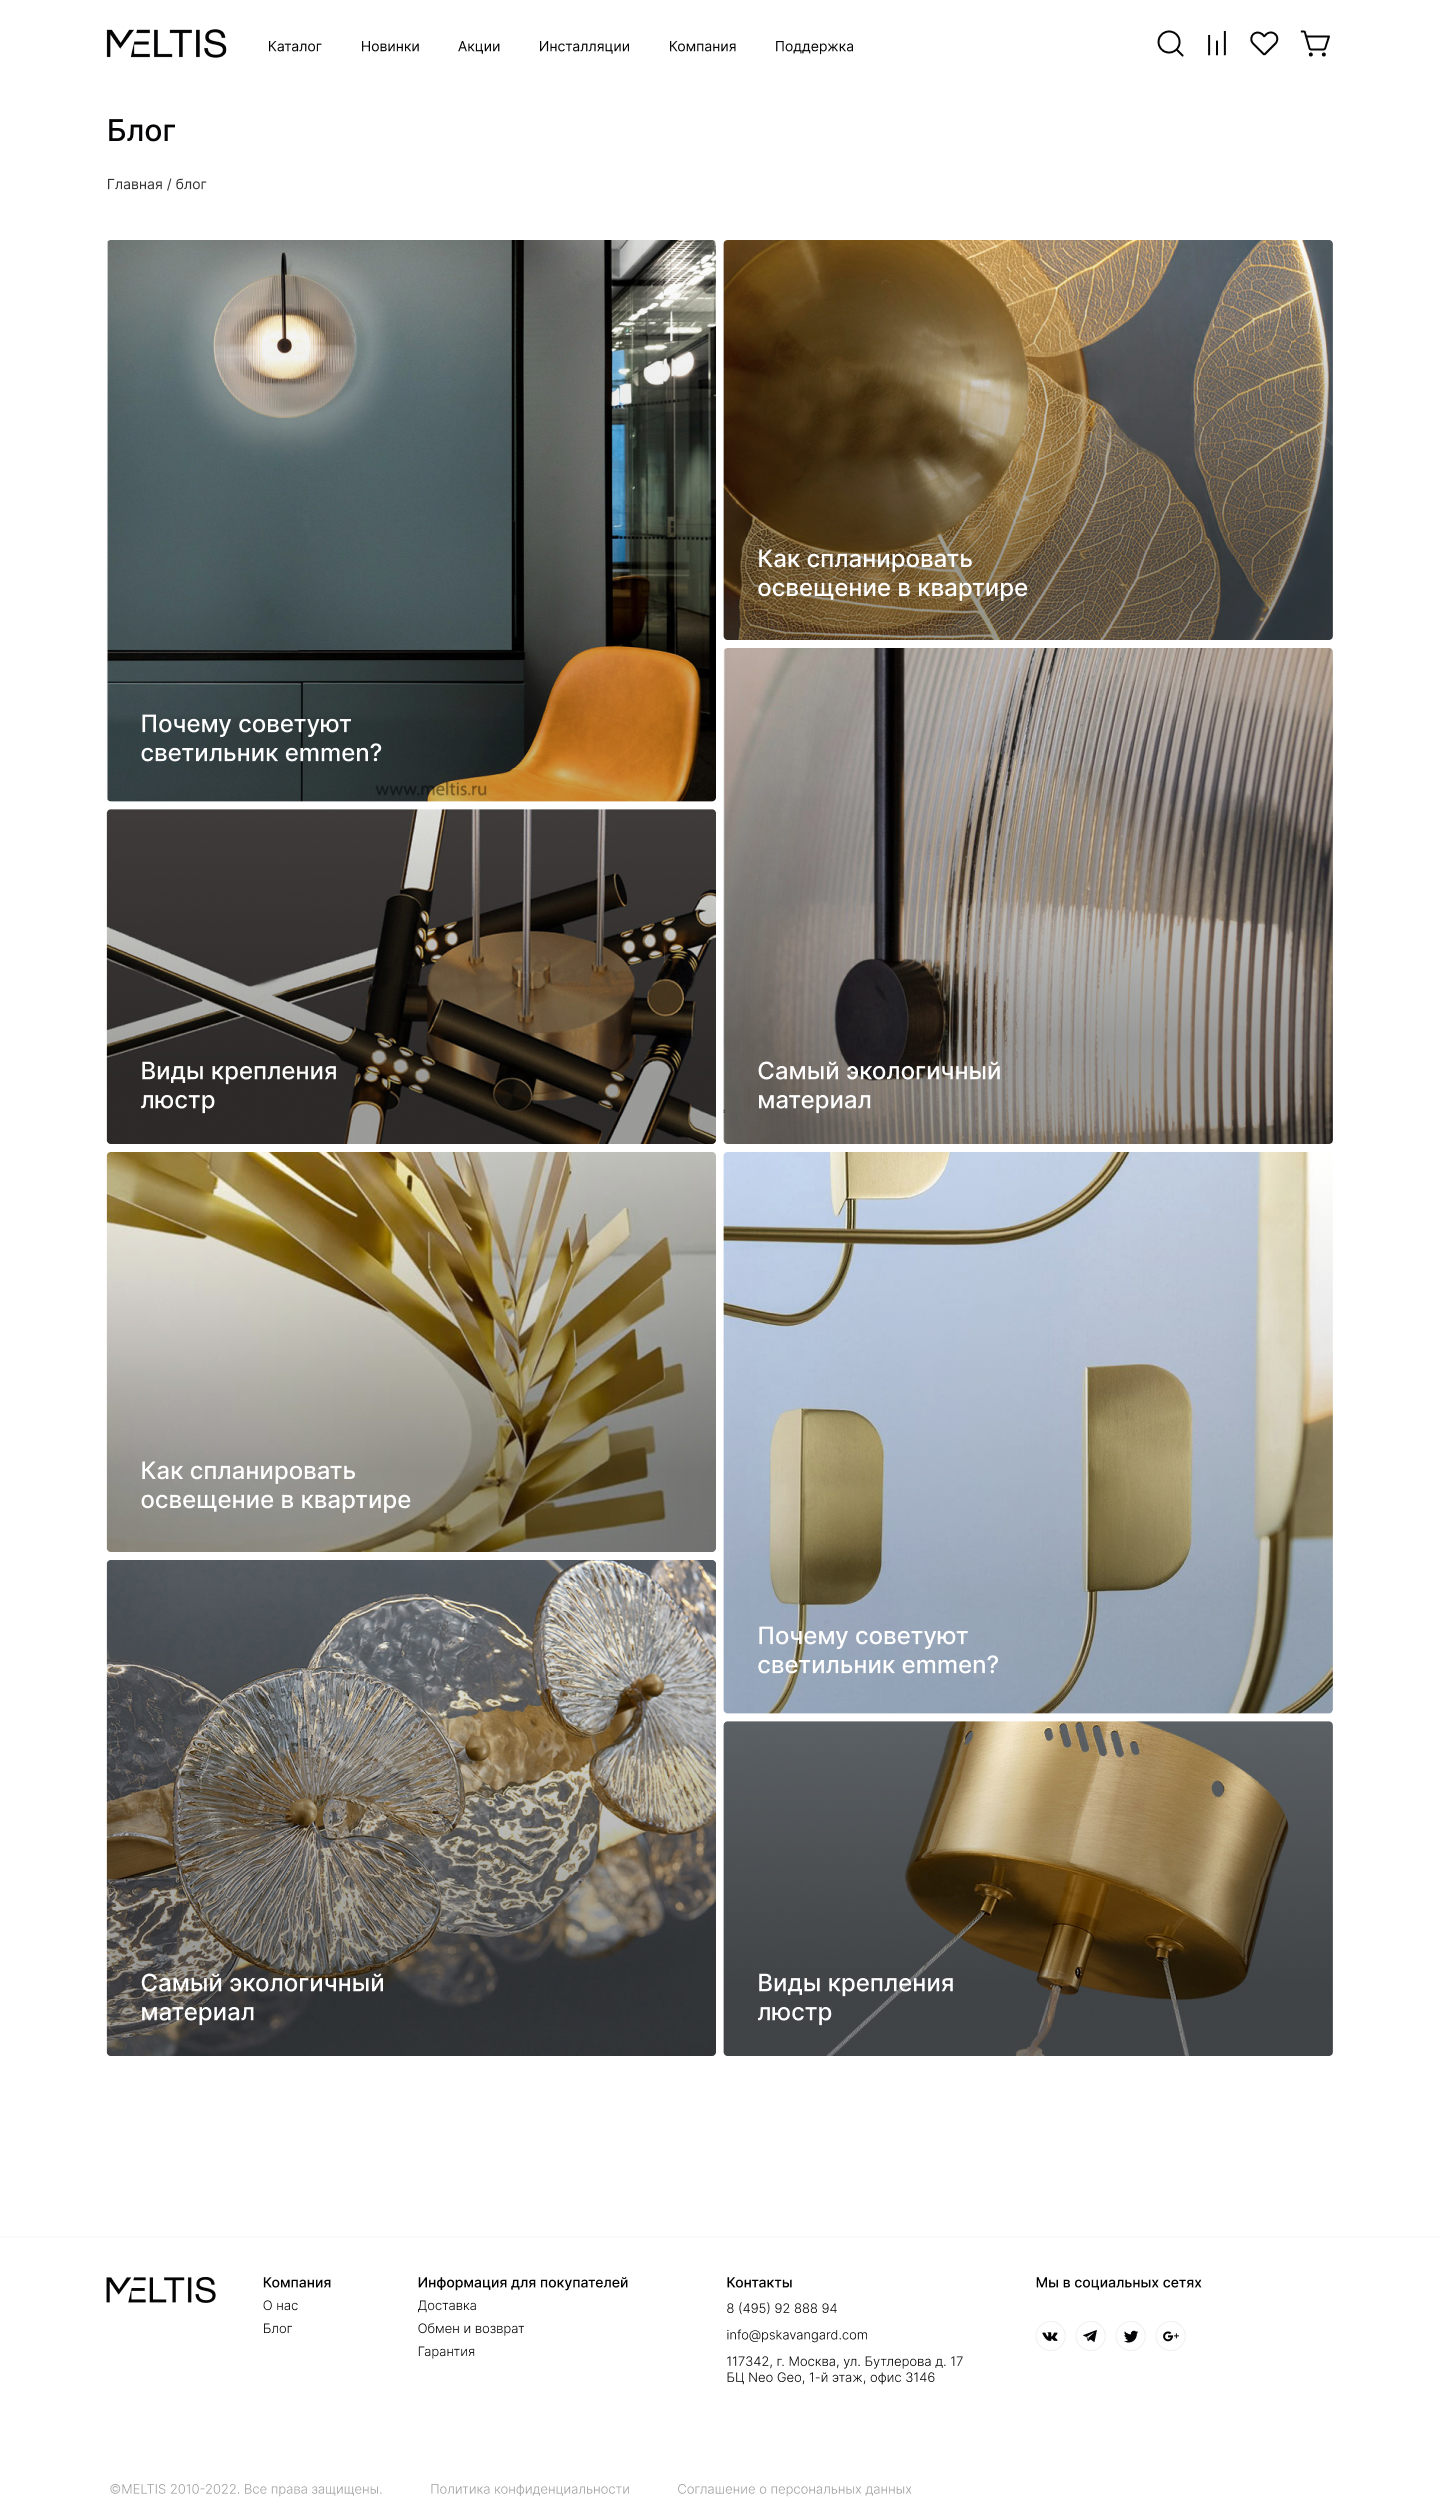 MELTIS
Каталог
Новинки
Акции
Инсталляции
Компания
Поддержка
Блог
Главная / блог
Почему советуют
светильник emmen?
www.meltis.ru
Как спланировать
освещение в квартире
Виды крепления
люстр
Самый экологичный
материал
Как спланировать
освещение в квартире
Почему советуют
светильник emmen?
Самый экологичный
материал
Виды крепления
люстр
MELTIS
Компания
О нас
Блог
Информация для покупателей
Доставка
Обмен и возврат
Гарантия
Контакты
8 (495) 92 888 94
info@pskavangard.com
117342, г. Москва, ул. Бутлерова д. 17
БЦ Neo Geo, 1-й этаж, офис 3146
Мы в социальных сетях
©MELTIS 2010-2022. Все права защищены.
Политика конфиденциальности
Соглашение о персональных данных